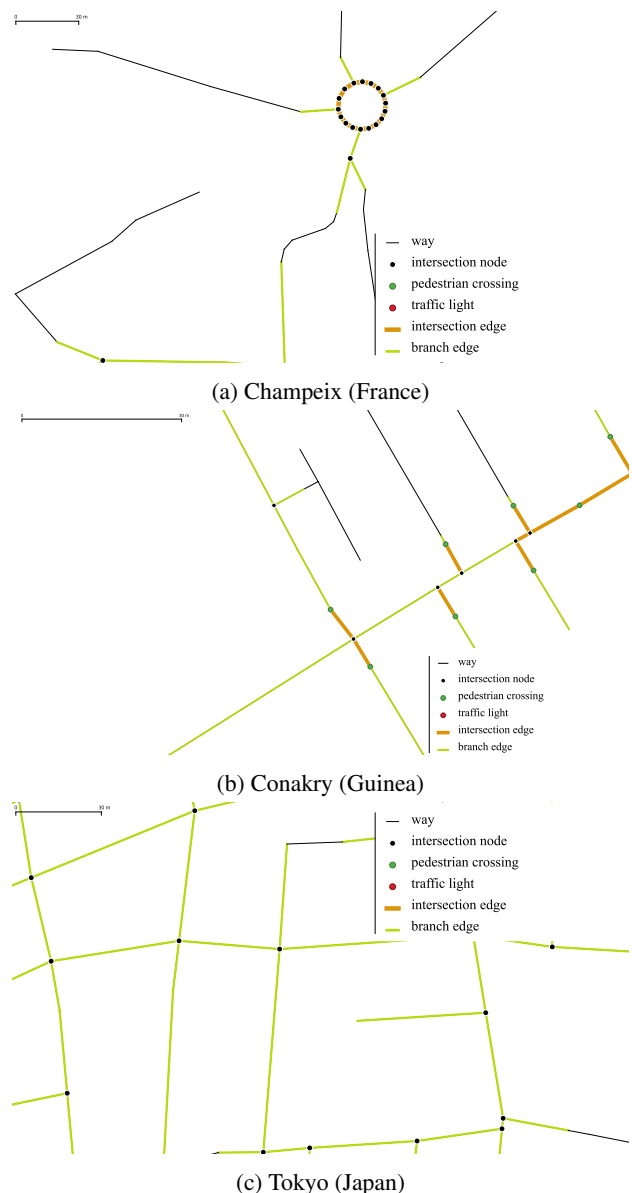 0 30 m
way
intersection node
pedestrian crossing
traffic light
intersection edge
branch edge
(a) Champeix (France)
0 30 m
way
intersection node
pedestrian crossing
traffic light
intersection edge
branch edge
(b) Conakry (Guinea)
0 30 m
way
intersection node
pedestrian crossing
traffic light
intersection edge
branch edge
(c) Tokyo (Japan)